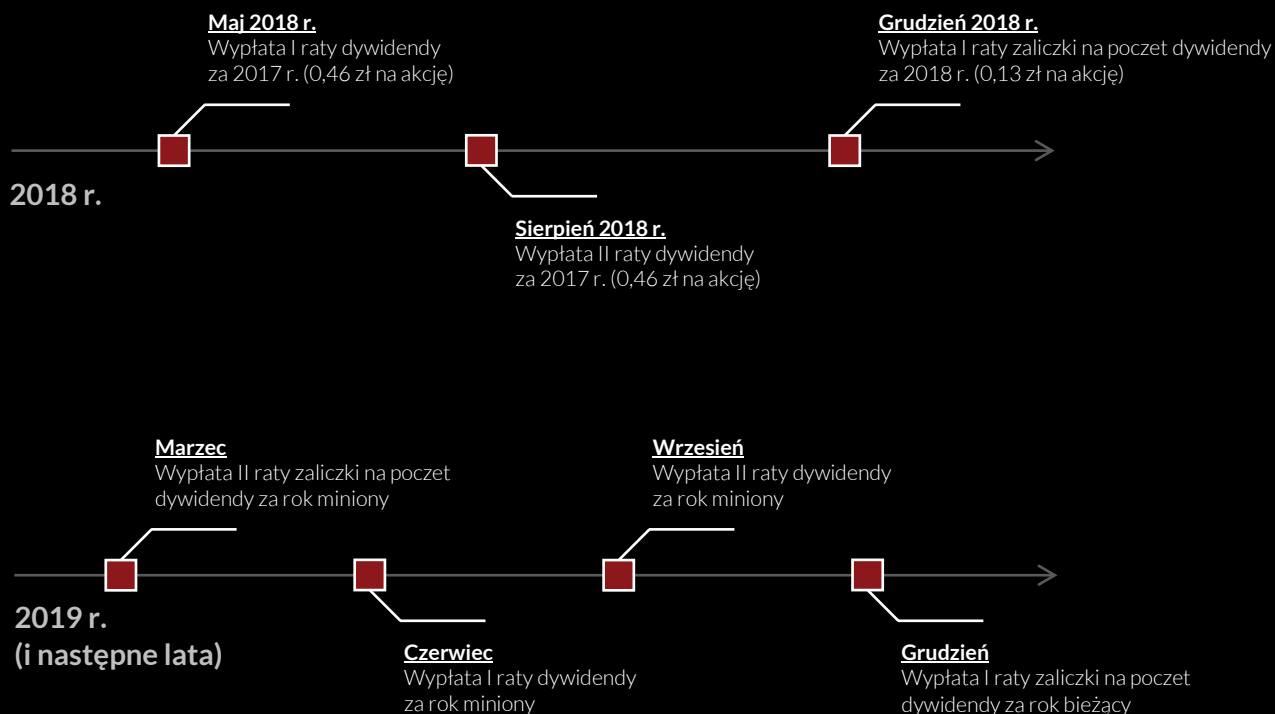 Maj 2018 r.
Wypłata I raty dywidendy
za 2017 r. (0,46 zł na akcję)
Grudzień 2018 r.
Wypłata I raty zaliczki na poczet dywidendy
za 2018 r. (0,13 zł na akcję)
2018 r.
Sierpień 2018 r.
Wypłata II raty dywidendy
za 2017 r. (0,46 zł na akcję)
Marzec
Wypłata II raty zaliczki na poczet
dywidendy za rok miniony
Wrzesień
Wypłata II raty dywidendy
za rok miniony
2019 r.
(i następne lata)
Czerwiec
Wypłata I raty dywidendy
za rok miniony
Grudzień
Wypłata I raty zaliczki na poczet
dywidendy za rok bieżący